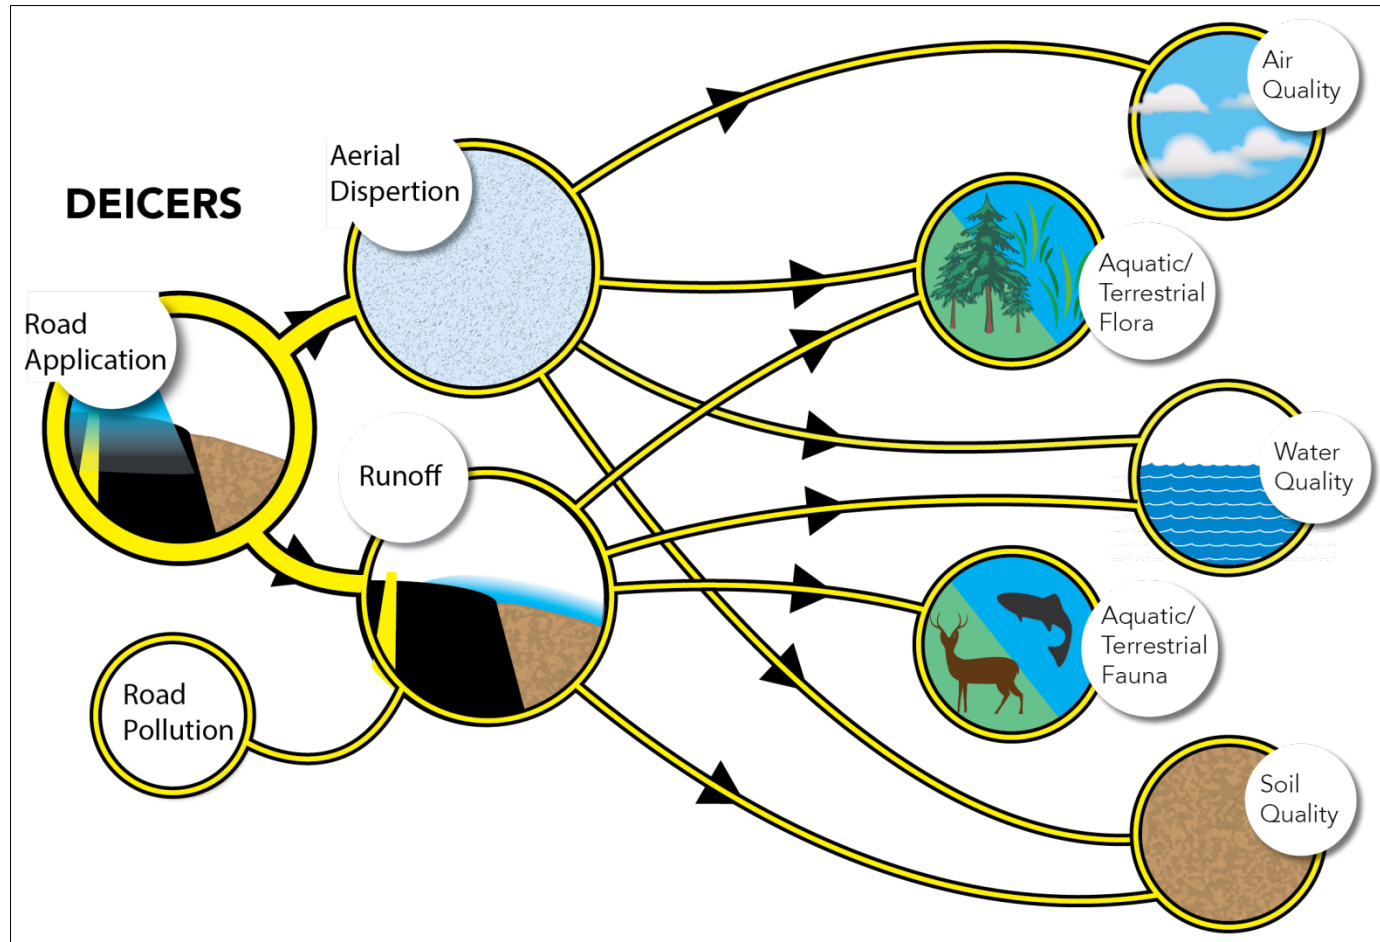 DEICERS
Road
Application
Aerial
Dispertion
Runoff
Road
Pollution
Air
Quality
Aquatic/
Terrestrial
Flora
Water
Quality
Aquatic/
Terrestrial
Fauna
Soil
Quality